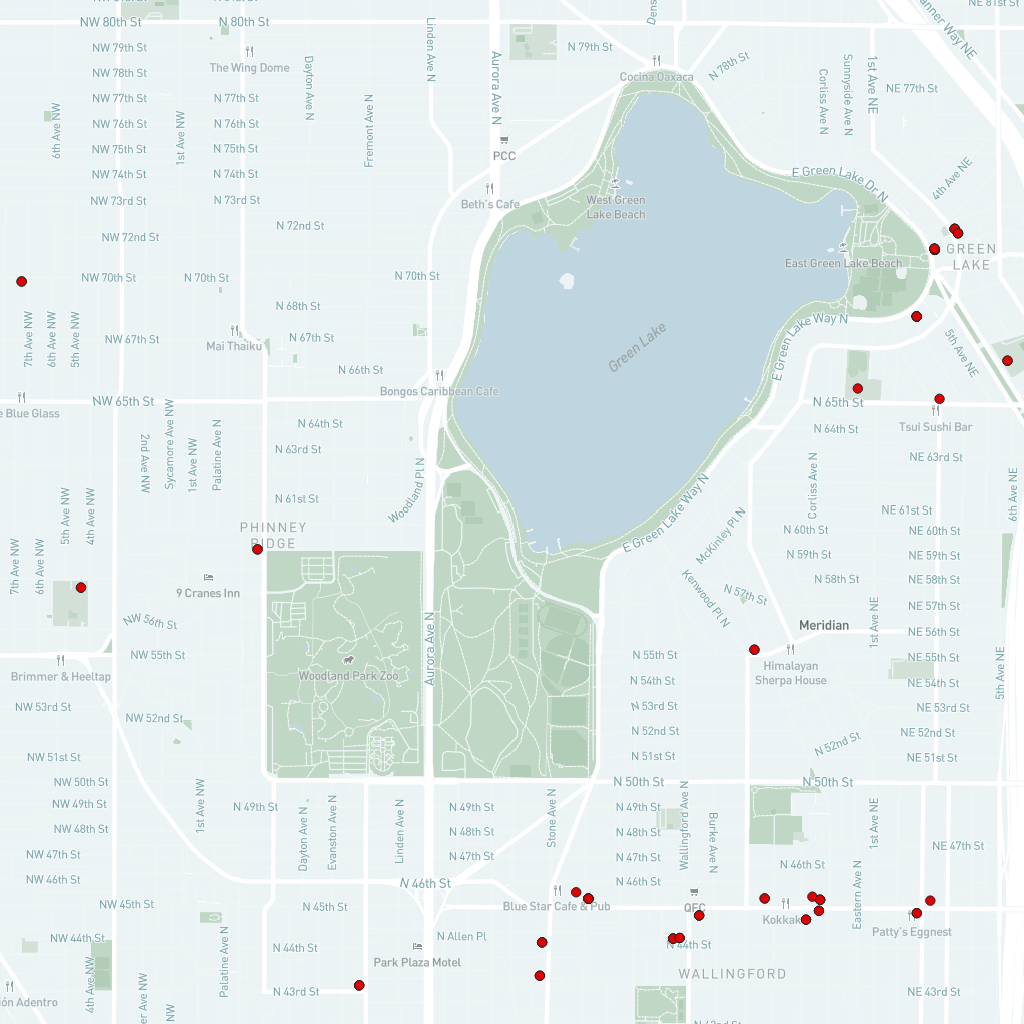 NE 81st St
NW 80th St
N 80th St
Aurora Ave N
Linden Ave N
NW 79th St
N 79th St
The Wing Dome
Cocina Oaxaca
N 78th St
NW 78th St
Dayton Ave N
Corliss Ave N
Sunnyside Ave N
1st Ave NE
NE 77th St
NW 77th St
N 77th St
6th Ave NW
1st Ave NW
Fremont Ave N
NW 76th St
N 76th St
NW 75th St
N 75th St
PCC
NW 74th St
N 74th St
E Green Lake Dr N
4th Ave NE
NW 73rd St
N 73rd St
Beth's Cafe
West Green
Lake Beach
NW 72nd St
N 72nd St
GREEN
LAKE
East Green Lake Beach
NW 70th St
N 70th St
N 70th St
N 68th St
7th Ave NW
6th Ave NW
5th Ave NW
NW 67th St
N 67th St
Mai Thaiku
Green Lake
E Green Lake Way N
5th Ave NE
N 66th St
Bongos Caribbean Cafe
NW 65th St
N 65th St
e Blue Glass
Tsui Sushi Bar
N 64th St
N 64th St
2nd Ave NW
Sycamore Ave NW
1st Ave NW
Palatine Ave N
N 63rd St
NE 63rd St
Woodland Pl N
E Green Lake Way N
Corliss Ave N
6th Ave NE
N 61st St
NE 61st St
5th Ave NW
4th Ave NW
PHINNEY
RIDGE
McKinley Pl N
N 60th St
NE 60th St
7th Ave NW
6th Ave NW
N 59th St
NE 59th St
9 Cranes Inn
Kenwood Pl N
N 57th St
N 58th St
NE 58th St
NE 57th St
NW 56th St
Meridian
1st Ave NE
NE 56th St
NW 55th St
N 55th St
NE 55th St
Brimmer & Heeltap
Woodland Park Zoo
Aurora Ave N
Himalayan
Sherpa House
N 54th St
NE 54th St
5th Ave NE
NW 53rd St
N 53rd St
NE 53rd St
NW 52nd St
N 52nd St
N 52nd St
NE 52nd St
NW 51st St
N 51st St
NE 51st St
NW 50th St
N 50th St
N 50th St
NW 49th St
1st Ave NW
N 49th St
N 49th St
N 49th St
Dayton Ave N
Evanston Ave N
Linden Ave N
Stone Ave N
Wallingford Ave N
Burke Ave N
1st Ave NE
NW 48th St
N 48th St
N 48th St
NW 47th St
N 47th St
N 47th St
NE 47th St
NW 46th St
N 46th St
N 46th St
N 46th St
Eastern Ave N
NW 45th St
N 45th St
Blue Star Cafe & Pub
QFC
Kokkak
Patty's Eggnest
NW 44th St
N 44th St
N Allen Pl
N 44th St
Palatine Ave N
4th Ave NW
Park Plaza Motel
WALLINGFORD
N 43rd St
NE 43rd St
ión Adentro